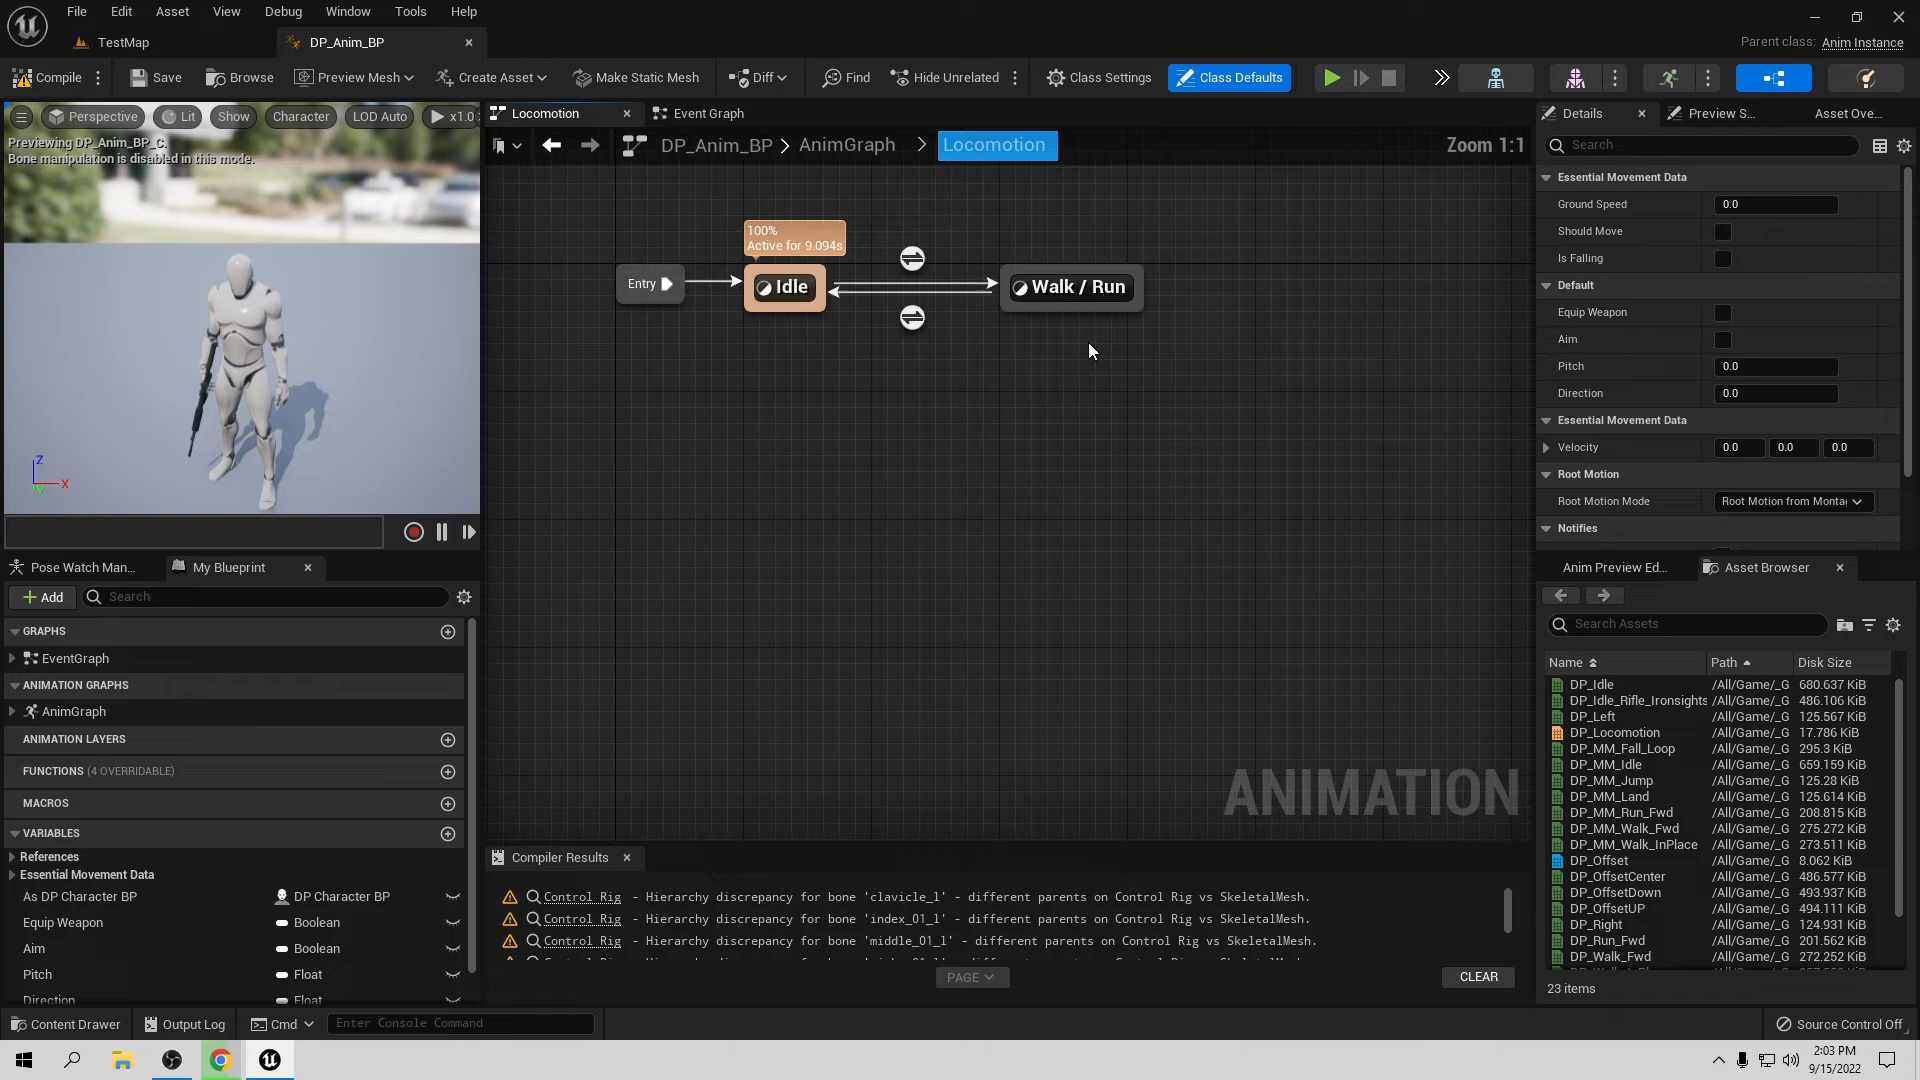 File Edit Asset View Debug Window Tools Help
TestMap DP_Anim_BP
Parent class: Anim Instance
Compile Save Browse Preview Mesh Create Asset Make Static Mesh Diff Find Hide Unrelated Class Settings Class Defaults
Perspective Lit Show Character LOD Auto x1.0
Previewing DP_Anim_BP_C.
Bone manipulation is disabled in this mode.
Z
X
Locomotion Event Graph
DP_Anim_BP > AnimGraph > Locomotion
Zoom 1:1
100%
Active for 9.094s
Entry
Idle
Walk / Run
ANIMATION
Details Preview S... Asset Ove...
Search
Essential Movement Data
Ground Speed 0.0
Should Move
Is Falling
Default
Equip Weapon
Aim
Pitch 0.0
Direction 0.0
Essential Movement Data
Velocity 0.0 0.0 0.0
Root Motion
Root Motion Mode Root Motion from Monta
Notifies
Pose Watch Man... My Blueprint
Add Search
GRAPHS
EventGraph
ANIMATION GRAPHS
AnimGraph
ANIMATION LAYERS
FUNCTIONS (4 OVERRIDABLE)
MACROS
VARIABLES
References
Essential Movement Data
As DP Character BP DP Character BP
Equip Weapon Boolean
Aim Boolean
Pitch Float
Direction Float
Compiler Results
Control Rig - Hierarchy discrepancy for bone 'clavicle_l' - different parents on Control Rig vs SkeletalMesh.
Control Rig - Hierarchy discrepancy for bone 'index_01_l' - different parents on Control Rig vs SkeletalMesh.
Control Rig - Hierarchy discrepancy for bone 'middle_01_l' - different parents on Control Rig vs SkeletalMesh.
PAGE CLEAR
Anim Preview Ed... Asset Browser
Search Assets
Name Path Disk Size
DP_Idle /All/Game/_G 680.637 KiB
DP_Idle_Rifle_Ironsights /All/Game/_G 486.106 KiB
DP_Left /All/Game/_G 125.567 KiB
DP_Locomotion /All/Game/_G 17.786 KiB
DP_MM_Fall_Loop /All/Game/_G 295.3 KiB
DP_MM_Idle /All/Game/_G 659.159 KiB
DP_MM_Jump /All/Game/_G 125.28 KiB
DP_MM_Land /All/Game/_G 125.614 KiB
DP_MM_Run_Fwd /All/Game/_G 208.815 KiB
DP_MM_Walk_Fwd /All/Game/_G 275.272 KiB
DP_MM_Walk_InPlace /All/Game/_G 273.511 KiB
DP_Offset /All/Game/_G 8.062 KiB
DP_OffsetCenter /All/Game/_G 486.577 KiB
DP_OffsetDown /All/Game/_G 493.937 KiB
DP_OffsetUP /All/Game/_G 494.111 KiB
DP_Right /All/Game/_G 124.931 KiB
DP_Run_Fwd /All/Game/_G 201.562 KiB
DP_Walk_Fwd /All/Game/_G 272.252 KiB
23 items
Content Drawer Output Log Cmd Enter Console Command Source Control Off
2:03 PM
9/15/2022